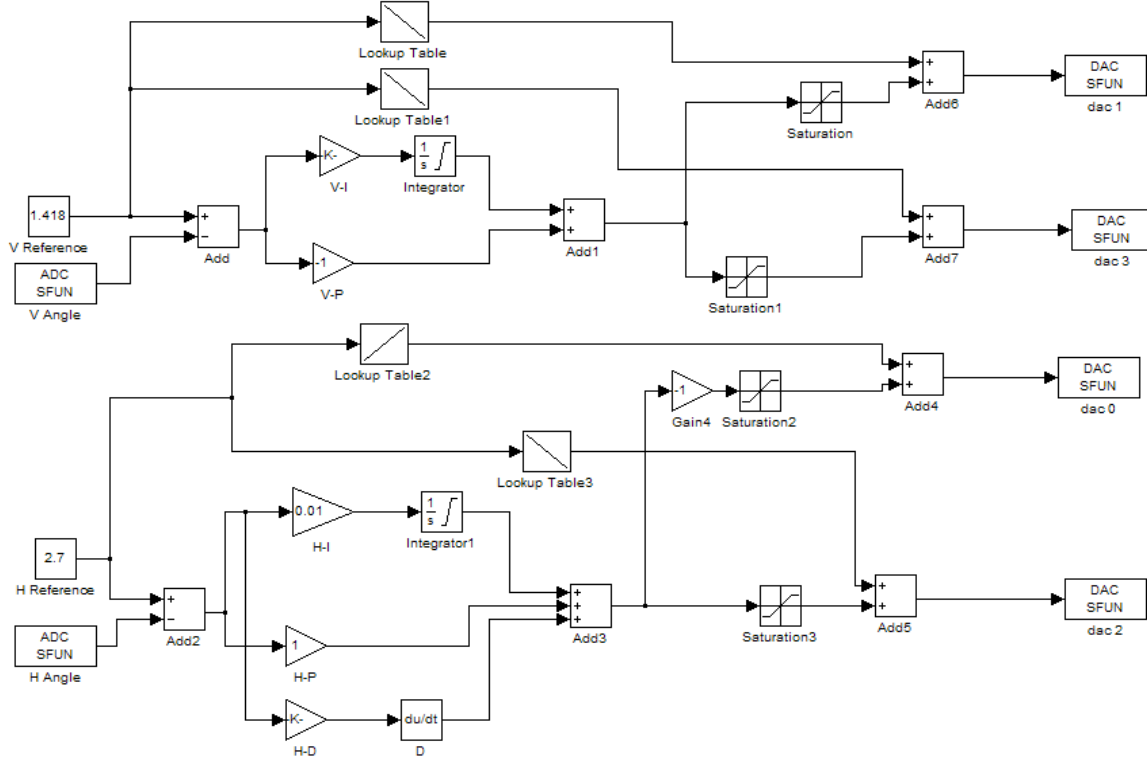 Lookup Table
+
+
Add6
DAC
SFUN
dac 1
Lookup Table1
Saturation
K-
V-I
1
s
Integrator
1.418
V Reference
+
−
Add
+
+
Add1
+
+
Add7
DAC
SFUN
dac 3
ADC
SFUN
V Angle
-1
V-P
Saturation1
Lookup Table2
+
+
Add4
DAC
SFUN
dac 0
-1
Gain4
Saturation2
Lookup Table3
0.01
H-I
1
s
Integrator1
2.7
H Reference
+
−
Add2
+
+
+
Add3
Saturation3
+
+
Add5
DAC
SFUN
dac 2
ADC
SFUN
H Angle
1
H-P
K-
H-D
du/dt
D